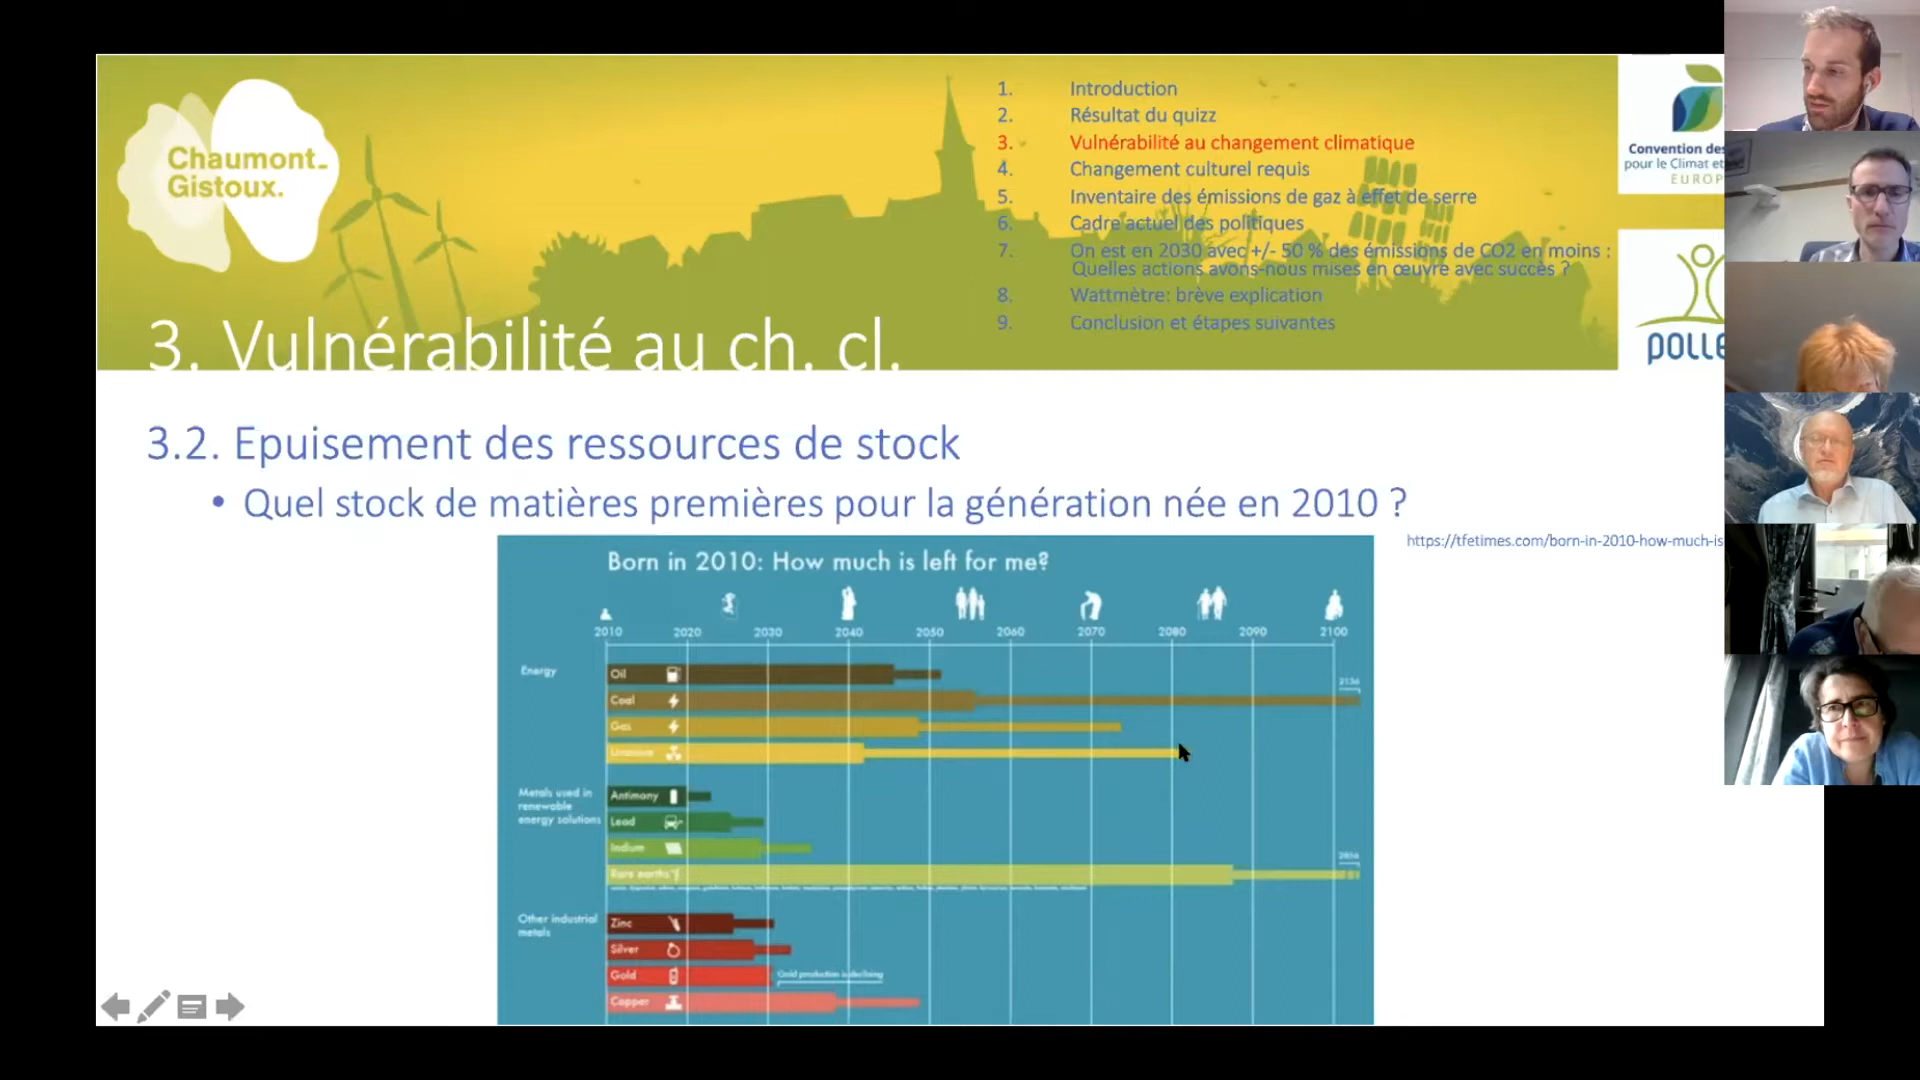 Chaumont_
Gistoux.
1. Introduction
2. Résultat du quizz
3. Vulnérabilité au changement climatique
4. Changement culturel requis
5. Inventaire des émissions de gaz à effet de serre
6. Cadre actuel des politiques
7. On est en 2030 avec +/- 50 % des émissions de CO2 en moins :
Quelles actions avons-nous mises en œuvre avec succès ?
8. Wattmètre: brève explication
9. Conclusion et étapes suivantes
Convention des
pour le Climat et
EUROP
POLLE
3. Vulnérabilité au ch. cl.
3.2. Epuisement des ressources de stock
• Quel stock de matières premières pour la génération née en 2010 ?
https://tfetimes.com/born-in-2010-how-much-is
Born in 2010: How much is left for me?
2010 2020 2030 2040 2050 2060 2070 2080 2090 2100
Energy
Oil
2136
Coal
Gas
Uranium
Metals used in
renewable
energy solutions
Antimony
Lead
Indium
Rare earths
Other industrial
metals
Zinc
Silver
Gold
Gold production is declining
Copper